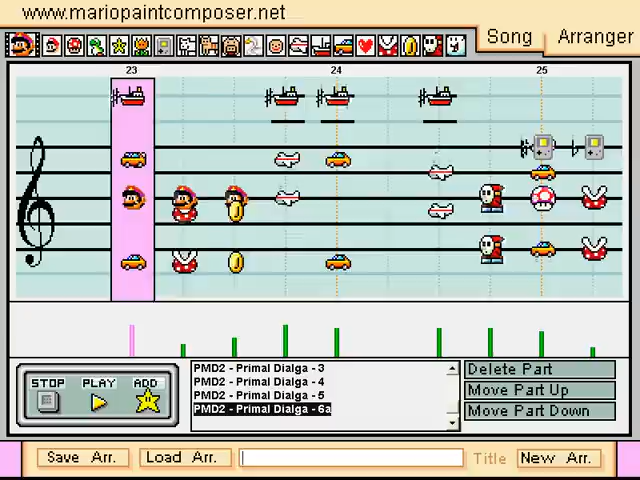 www.mariopaintcomposer.net
Song
Arranger
23
24
25
STOP
PLAY
ADD
PMD2 - Primal Dialga - 3
PMD2 - Primal Dialga - 4
PMD2 - Primal Dialga - 5
PMD2 - Primal Dialga - 6a
Delete Part
Move Part Up
Move Part Down
Save Arr.
Load Arr.
Title
New Arr.